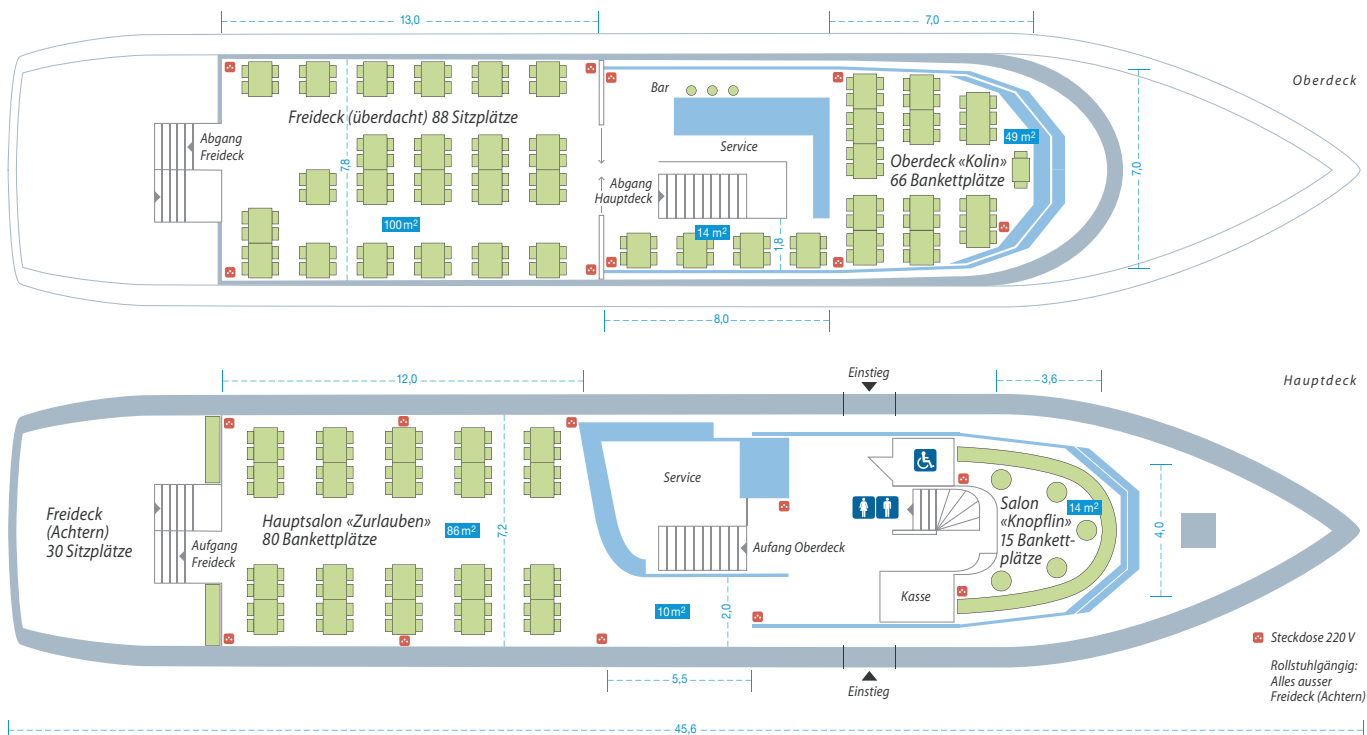 13,0
7,0
Oberdeck
Bar
Freideck (überdacht) 88 Sitzplätze
Abgang
Freideck
7,8
Service
49 m²
Oberdeck «Kolin»
66 Bankettplätze
7,0
Abgang
Hauptdeck
100 m²
14 m²
1,8
8,0
12,0
Einstieg
3,6
Hauptdeck
Service
Freideck
(Achtern)
30 Sitzplätze
Hauptsalon «Zurlauben»
80 Bankettplätze
86 m²
7,2
Aufgang
Freideck
Aufang Oberdeck
Salon
«Knopflin»
15 Bankett-
plätze
14 m²
4,0
Kasse
10 m²
2,0
5,5
Einstieg
Steckdose 220 V
Rollstuhlgängig:
Alles ausser
Freideck (Achtern)
45,6